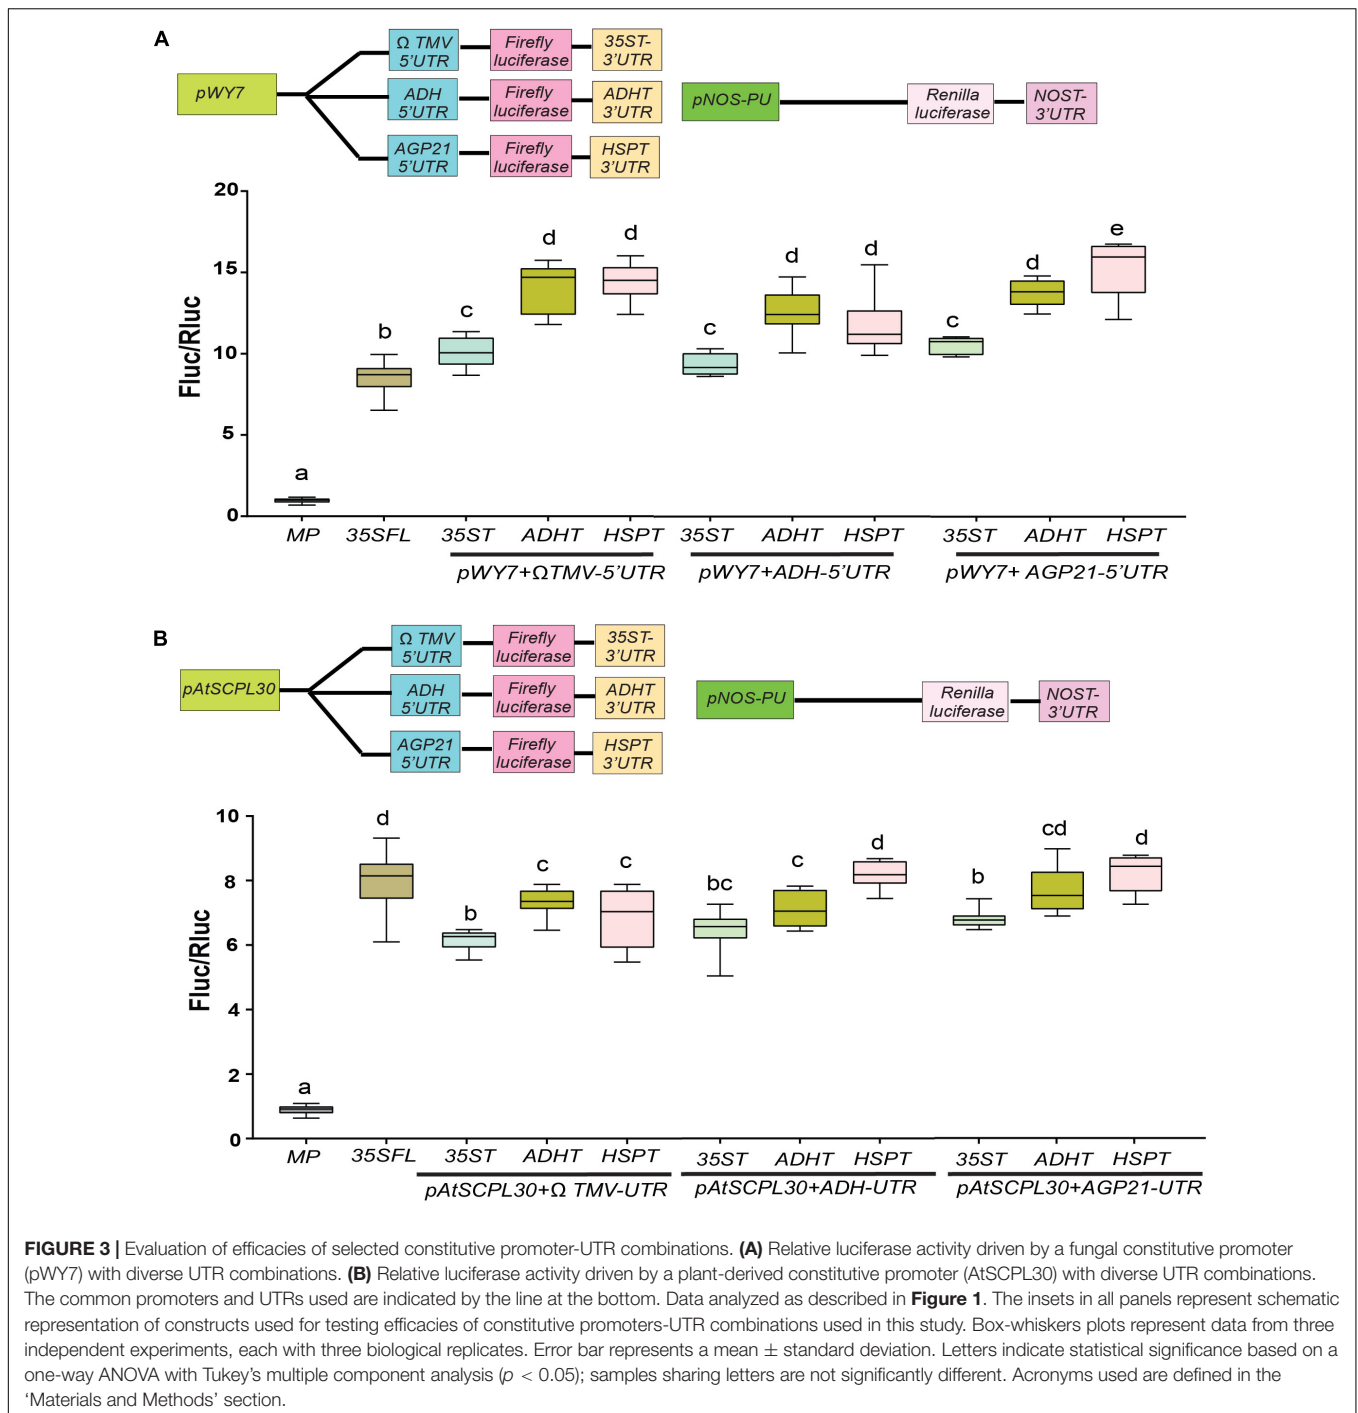 A
pWY7
Ω TMV
5’UTR
Firefly
luciferase
35ST-
3’UTR
ADH
5’UTR
Firefly
luciferase
ADHT
3’UTR
AGP21
5’UTR
Firefly
luciferase
HSPT
3’UTR
pNOS-PU
Renilla
luciferase
NOST-
3’UTR
Fluc/Rluc
20
15
10
5
0
a
b
c
d
d
c
d
d
c
d
e
MP
35SFL
35ST
ADHT
HSPT
35ST
ADHT
HSPT
35ST
ADHT
HSPT
pWY7+ΩTMV-5’UTR
pWY7+ADH-5’UTR
pWY7+ AGP21-5’UTR
B
pAtSCPL30
Ω TMV
5’UTR
Firefly
luciferase
35ST-
3’UTR
ADH
5’UTR
Firefly
luciferase
ADHT
3’UTR
AGP21
5’UTR
Firefly
luciferase
HSPT
3’UTR
pNOS-PU
Renilla
luciferase
NOST-
3’UTR
Fluc/Rluc
10
8
6
4
2
0
a
d
b
c
c
bc
c
d
b
cd
d
MP
35SFL
35ST
ADHT
HSPT
35ST
ADHT
HSPT
35ST
ADHT
HSPT
pAtSCPL30+Ω TMV-UTR
pAtSCPL30+ADH-UTR
pAtSCPL30+AGP21-UTR
FIGURE 3 | Evaluation of efficacies of selected constitutive promoter-UTR combinations. (A) Relative luciferase activity driven by a fungal constitutive promoter
(pWY7) with diverse UTR combinations. (B) Relative luciferase activity driven by a plant-derived constitutive promoter (AtSCPL30) with diverse UTR combinations.
The common promoters and UTRs used are indicated by the line at the bottom. Data analyzed as described in Figure 1. The insets in all panels represent schematic
representation of constructs used for testing efficacies of constitutive promoters-UTR combinations used in this study. Box-whiskers plots represent data from three
independent experiments, each with three biological replicates. Error bar represents a mean ± standard deviation. Letters indicate statistical significance based on a
one-way ANOVA with Tukey’s multiple component analysis (p < 0.05); samples sharing letters are not significantly different. Acronyms used are defined in the
‘Materials and Methods’ section.